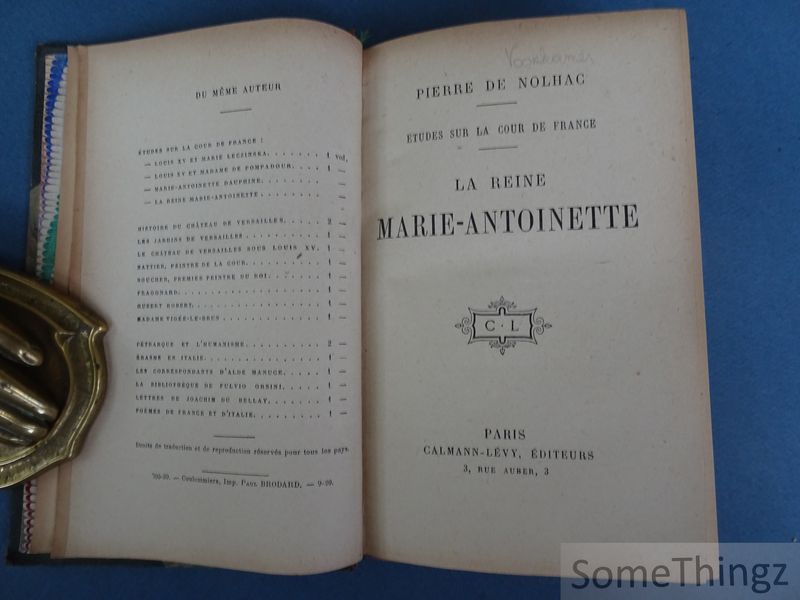 DU MÊME AUTEUR
ÉTUDES SUR LA COUR DE FRANCE :
— LOUIS XV ET MARIE LECZINSKA. . . . . . . 1 vol.
— LOUIS XV ET MADAME DE POMPADOUR. . . . 1 —
— MARIE-ANTOINETTE DAUPHINE. . . . . . . . —
— LA REINE MARIE-ANTOINETTE . . . . . . . . —
HISTOIRE DU CHÂTEAU DE VERSAILLES. . . . . . 2 —
LES JARDINS DE VERSAILLES . . . . . . . . . . 1 —
LE CHÂTEAU DE VERSAILLES SOUS LOUIS XV. . 1 —
NATTIER, PEINTRE DE LA COUR. . . . . . . . . 1 —
BOUCHER, PREMIER PEINTRE DU ROI. . . . . . . 1 —
FRAGONARD. . . . . . . . . . . . . . . . . . 1 —
HUBERT ROBERT. . . . . . . . . . . . . . . . 1 —
MADAME VIGÉE-LE-BRUN . . . . . . . . . . . . 1 —
PÉTRARQUE ET L'HUMANISME. . . . . . . . . . 2 —
ÉRASME EN ITALIE. . . . . . . . . . . . . . . 1 —
LES CORRESPONDANTS D'ALDE MANUCE. . . . . . 1 —
LA BIBLIOTHÈQUE DE FULVIO ORSINI. . . . . . 1 —
LETTRES DE JOACHIM DU BELLAY. . . . . . . . 1 —
POÈMES DE FRANCE ET D'ITALIE. . . . . . . . . 1 —
Droits de traduction et de reproduction réservés pour tous les pays.
— Coulommiers, Imp. PAUL BRODARD. —
PIERRE DE NOLHAC
ÉTUDES SUR LA COUR DE FRANCE
LA REINE
MARIE-ANTOINETTE
C · L
PARIS
CALMANN-LÉVY, ÉDITEURS
3, RUE AUBER, 3
SomeThingz